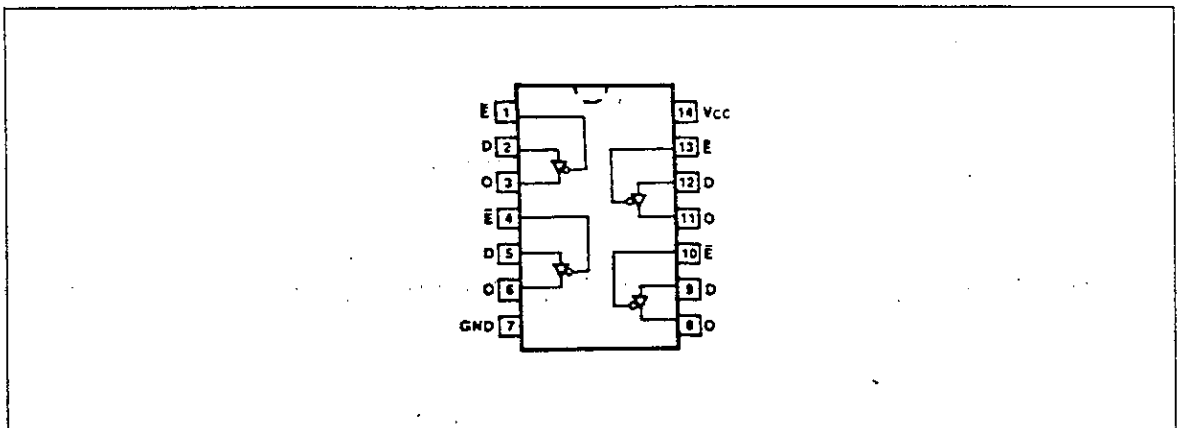 E̅ 1
D 2
O 3
E̅ 4
D 5
O 6
GND 7
14 VCC
13 E̅
12 D
11 O
10 E̅
9 D
8 O